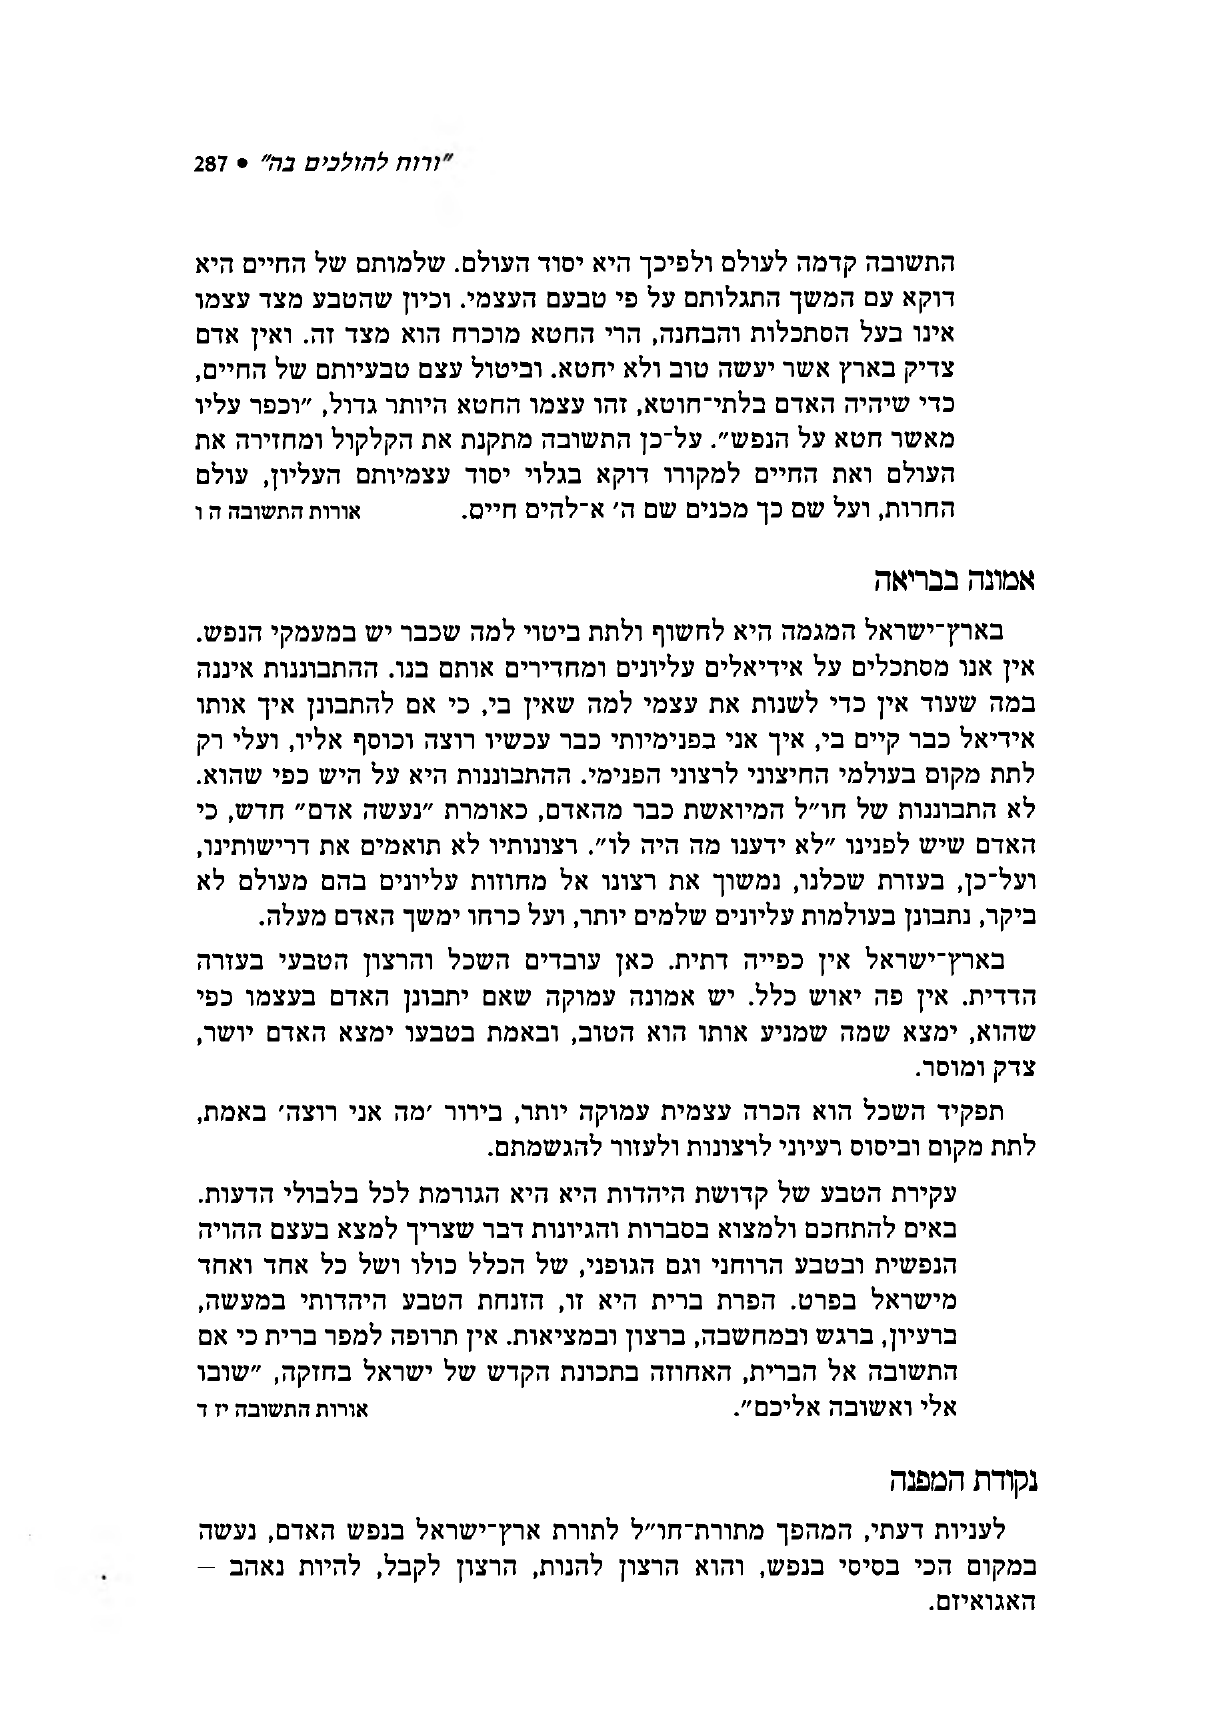 "ורוח להולכים בה" • 287
התשובה קדמה לעולם ולפיכך היא יסוד העולם. שלמותם של החיים היא
דוקא עם המשך התגלותם על פי טבעם העצמי. וכיון שהטבע מצד עצמו
אינו בעל הסתכלות והבחנה, הרי החטא מוכרח הוא מצד זה. ואין אדם
צדיק בארץ אשר יעשה טוב ולא יחטא. וביטול עצם טבעיותם של החיים,
כדי שיהיה האדם בלתי־חוטא, זהו עצמו החטא היותר גדול, "וכפר עליו
מאשר חטא על הנפש". על־כן התשובה מתקנת את הקלקול ומחזירה את
העולם ואת החיים למקורו דוקא בגלוי יסוד עצמיותם העליון, עולם
החרות, ועל שם כך מכנים שם ה' א־להים חיים. אורות התשובה ה ו
אמונה בבריאה
בארץ־ישראל המגמה היא לחשוף ולתת ביטוי למה שכבר יש במעמקי הנפש.
אין אנו מסתכלים על אידיאלים עליונים ומחדירים אותם בנו. ההתבוננות איננה
במה שעוד אין כדי לשנות את עצמי למה שאין בי, כי אם להתבונן איך אותו
אידיאל כבר קיים בי, איך אני בפנימיותי כבר עכשיו רוצה וכוסף אליו, ועלי רק
לתת מקום בעולמי החיצוני לרצוני הפנימי. ההתבוננות היא על היש כפי שהוא.
לא התבוננות של חו"ל המיואשת כבר מהאדם, כאומרת "נעשה אדם" חדש, כי
האדם שיש לפנינו "לא ידענו מה היה לו". רצונותיו לא תואמים את דרישותינו,
ועל־כן, בעזרת שכלנו, נמשוך את רצונו אל מחוזות עליונים בהם מעולם לא
ביקר, נתבונן בעולמות עליונים שלמים יותר, ועל כרחו ימשך האדם מעלה.
בארץ־ישראל אין כפייה דתית. כאן עובדים השכל והרצון הטבעי בעזרה
הדדית. אין פה יאוש כלל. יש אמונה עמוקה שאם יתבונן האדם בעצמו כפי
שהוא, ימצא שמה שמניע אותו הוא הטוב, ובאמת בטבעו ימצא האדם יושר,
צדק ומוסר.
תפקיד השכל הוא הכרה עצמית עמוקה יותר, בירור 'מה אני רוצה' באמת,
לתת מקום וביסוס רעיוני לרצונות ולעזור להגשמתם.
עקירת הטבע של קדושת היהדות היא היא הגורמת לכל בלבולי הדעות.
באים להתחכם ולמצוא בסברות והגיונות דבר שצריך למצא בעצם ההויה
הנפשית ובטבע הרוחני וגם הגופני, של הכלל כולו ושל כל אחד ואחד
מישראל בפרט. הפרת ברית היא זו, הזנחת הטבע היהדותי במעשה,
ברעיון, ברגש ובמחשבה, ברצון ובמציאות. אין תרופה למפר ברית כי אם
התשובה אל הברית, האחוזה בתכונת הקדש של ישראל בחזקה, "שובו
אלי ואשובה אליכם". אורות התשובה יז ד
נקודת המפנה
לעניות דעתי, המהפך מתורת־חו"ל לתורת ארץ־ישראל בנפש האדם, נעשה
במקום הכי בסיסי בנפש, והוא הרצון להנות, הרצון לקבל, להיות נאהב –
האגואיזם.